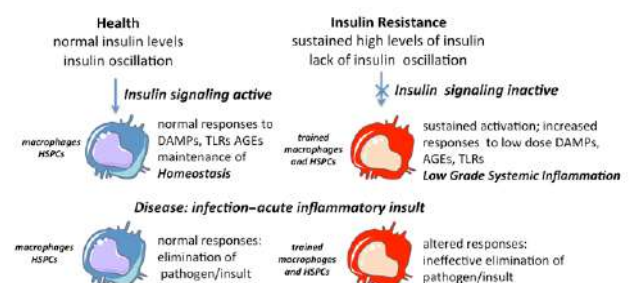 Health
normal insulin levels
insulin oscillation
Insulin Resistance
sustained high levels of insulin
lack of insulin oscillation
Insulin signaling active
Insulin signaling inactive
macrophages
HSPCs
normal responses to
DAMPs, TLRs AGEs
maintenance of
Homeostasis
trained
macrophages
and HSPCs
sustained activation; increased
responses to low dose DAMPs,
AGEs, TLRs
Low Grade Systemic Inflammation
Disease: infection–acute inflammatory insult
macrophages
HSPCs
normal responses:
elimination of
pathogen/insult
trained
macrophages
and HSPCs
altered responses:
ineffective elimination of
pathogen/insult